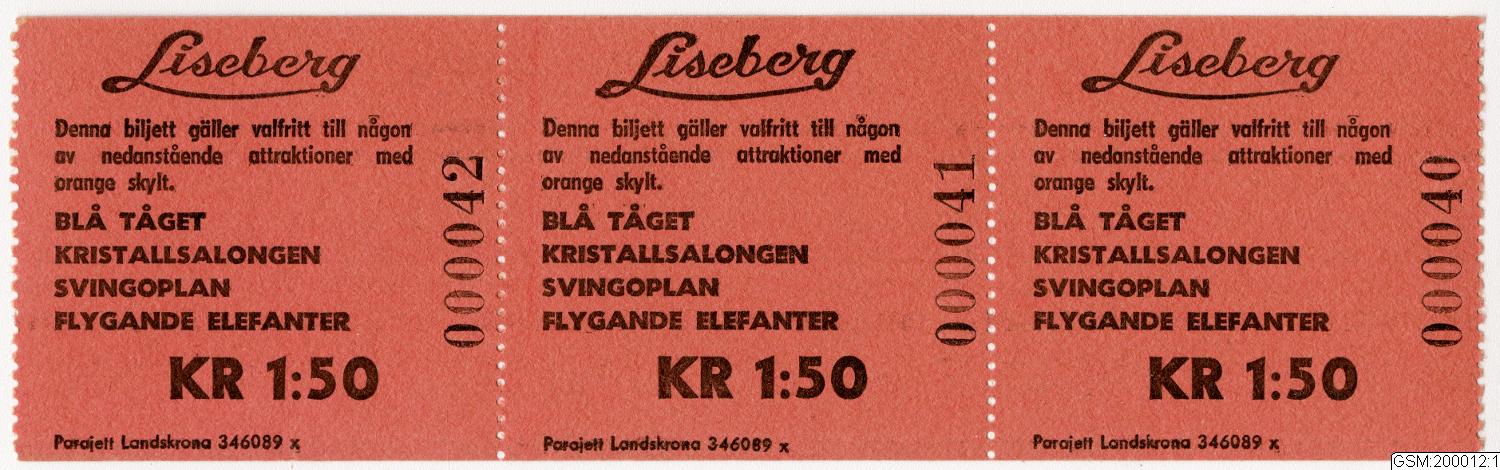 Liseberg
Denna biljett gäller valfritt till någon
av nedanstående attraktioner med
orange skylt.
BLÅ TÅGET
KRISTALLSALONGEN
SVINGOPLAN
FLYGANDE ELEFANTER
KR 1:50
Parajett Landskrona 346089 x
000042
Liseberg
Denna biljett gäller valfritt till någon
av nedanstående attraktioner med
orange skylt.
BLÅ TÅGET
KRISTALLSALONGEN
SVINGOPLAN
FLYGANDE ELEFANTER
KR 1:50
Parajett Landskrona 346089 x
000041
Liseberg
Denna biljett gäller valfritt till någon
av nedanstående attraktioner med
orange skylt.
BLÅ TÅGET
KRISTALLSALONGEN
SVINGOPLAN
FLYGANDE ELEFANTER
KR 1:50
Parajett Landskrona 346089 x
000040
GSM:200012:1